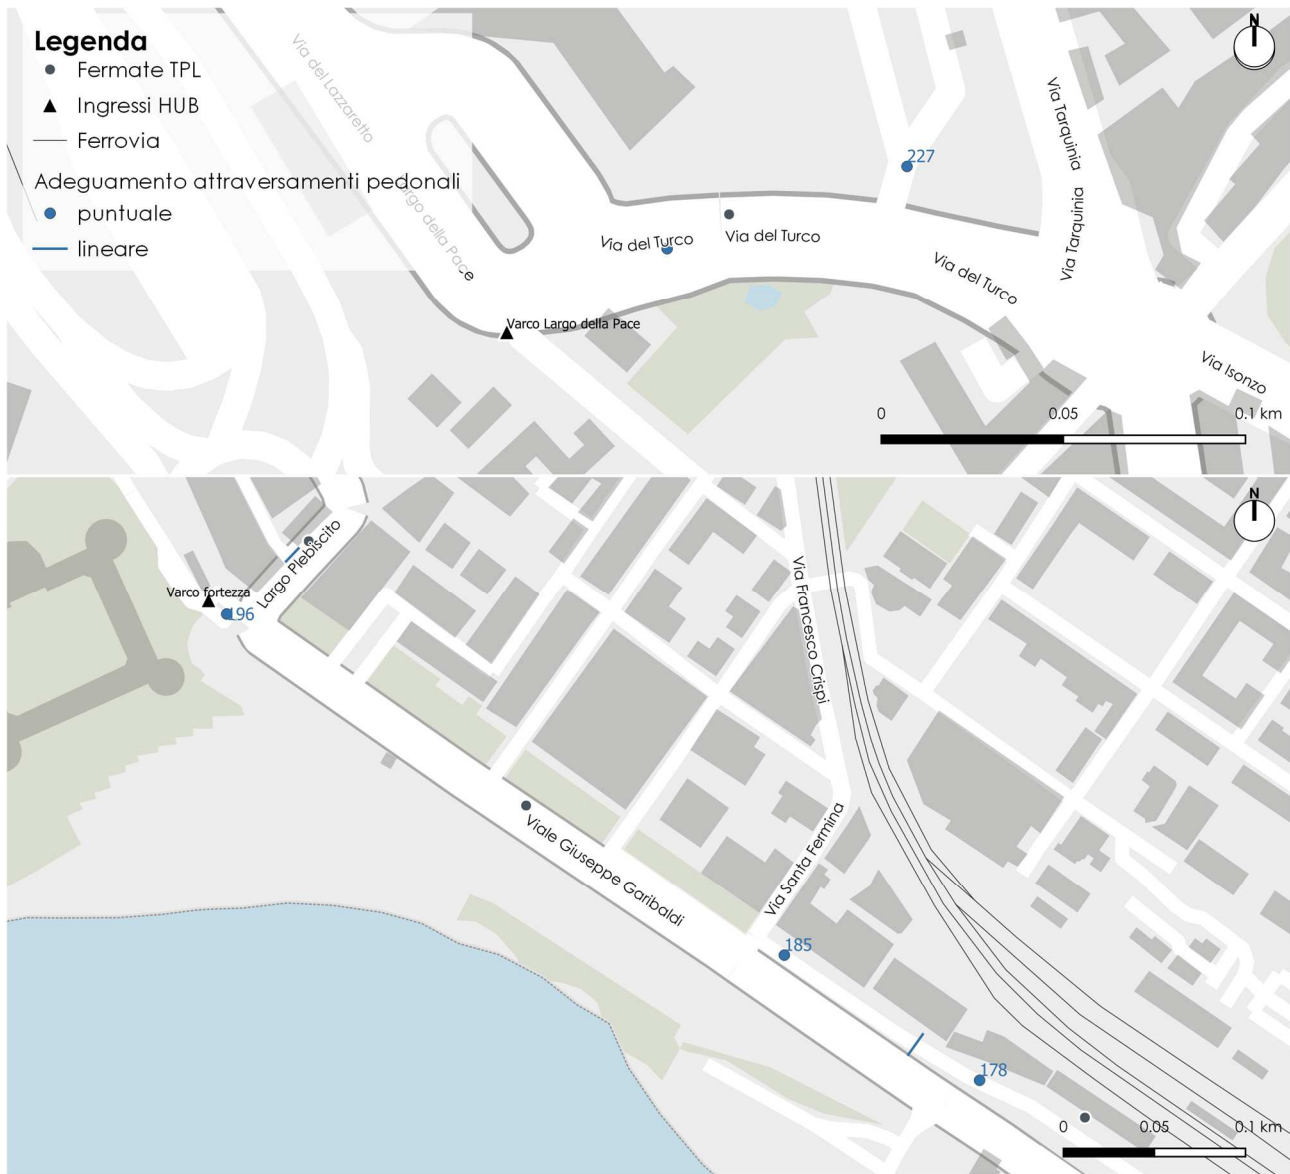 Legenda
Fermate TPL
Ingressi HUB
Ferrovia
Adeguamento attraversamenti pedonali
puntuale
lineare
Via del Lazzaretto
Largo della Pace
N
227
Via Tarquinia
Via Tarquinia
Via del Turco
Via del Turco
Via del Turco
Varco Largo della Pace
Via Isonzo
0 0.05 0.1 km
N
Largo Plebiscito
Varco fortezza
196
Via Francesco Crispi
Viale Giuseppe Garibaldi
Via Santa Fermina
185
178
0 0.05 0.1 km